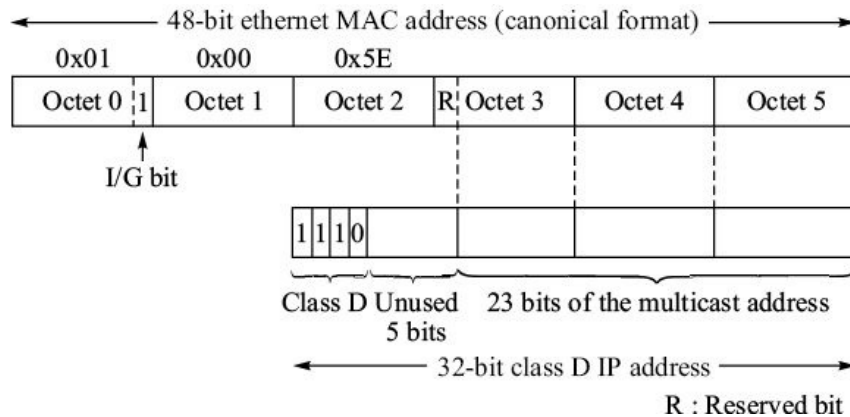 48-bit ethernet MAC address (canonical format)
0x01 0x00 0x5E
Octet 0 1 Octet 1 Octet 2 R Octet 3 Octet 4 Octet 5
I/G bit
1 1 1 0
Class D Unused 23 bits of the multicast address
5 bits
32-bit class D IP address
R : Reserved bit